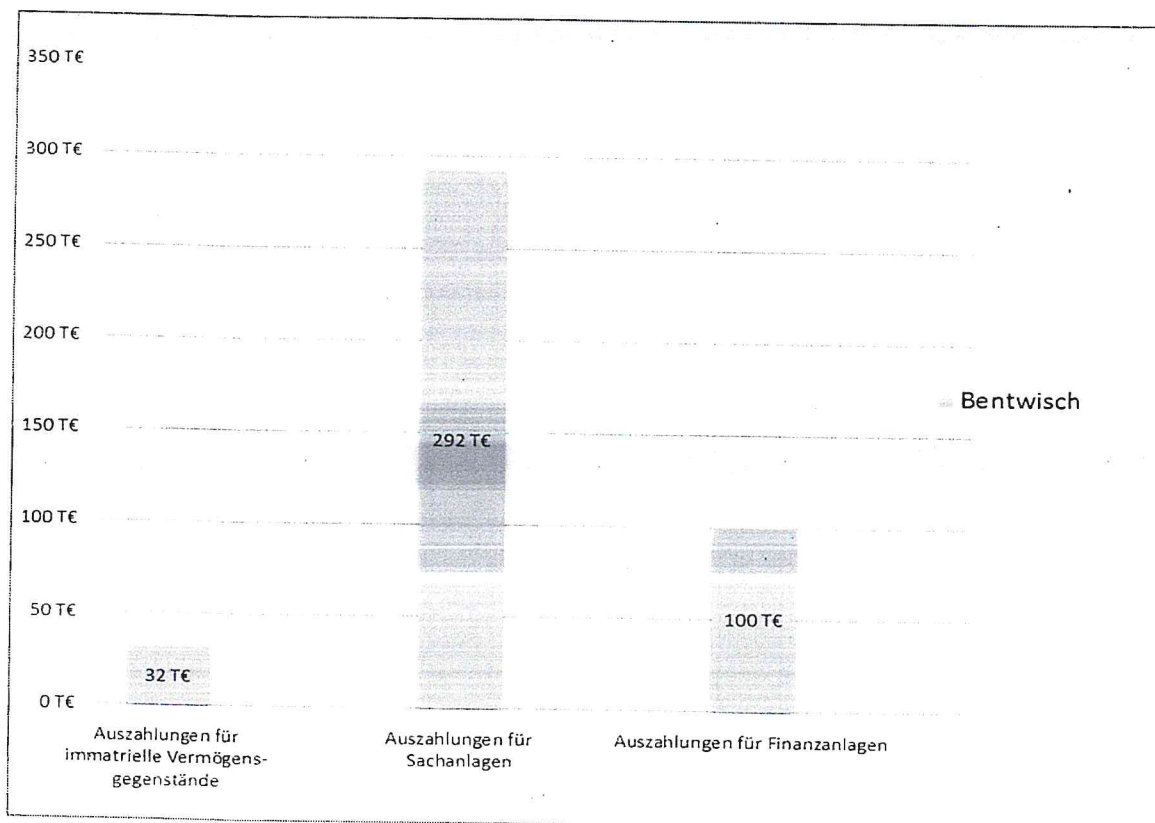 350 T€
300 T€
250 T€
200 T€
150 T€
100 T€
50 T€
0 T€
292 T€
100 T€
32 T€
Bentwisch
Auszahlungen für
immatrielle Vermögens-
gegenstände
Auszahlungen für
Sachanlagen
Auszahlungen für Finanzanlagen